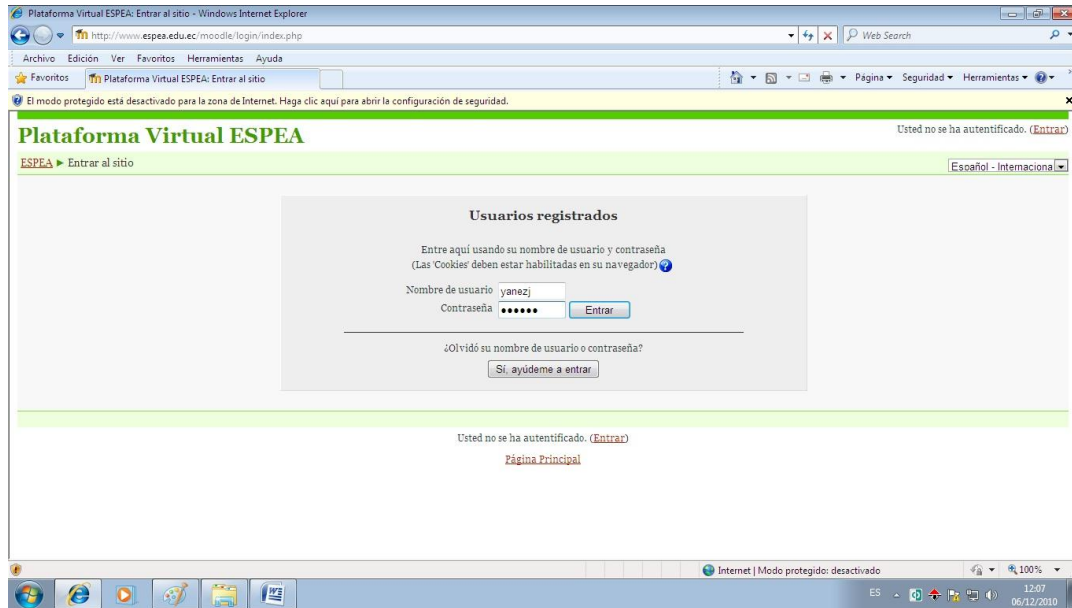 Plataforma Virtual ESPEA: Entrar al sitio - Windows Internet Explorer
http://www.espea.edu.ec/moodle/login/index.php
Web Search
Archivo Edición Ver Favoritos Herramientas Ayuda
Favoritos Plataforma Virtual ESPEA: Entrar al sitio Página Seguridad Herramientas
El modo protegido está desactivado para la zona de Internet. Haga clic aquí para abrir la configuración de seguridad.
Plataforma Virtual ESPEA
Usted no se ha autentificado. (Entrar)
ESPEA ► Entrar al sitio
Español - Internaciona
Usuarios registrados
Entre aquí usando su nombre de usuario y contraseña
(Las 'Cookies' deben estar habilitadas en su navegador)
Nombre de usuario yanezj
Contraseña ●●●●●● Entrar
¿Olvidó su nombre de usuario o contraseña?
Sí, ayúdeme a entrar
Usted no se ha autentificado. (Entrar)
Página Principal
Internet | Modo protegido: desactivado 100%
ES 12:07
06/12/2010